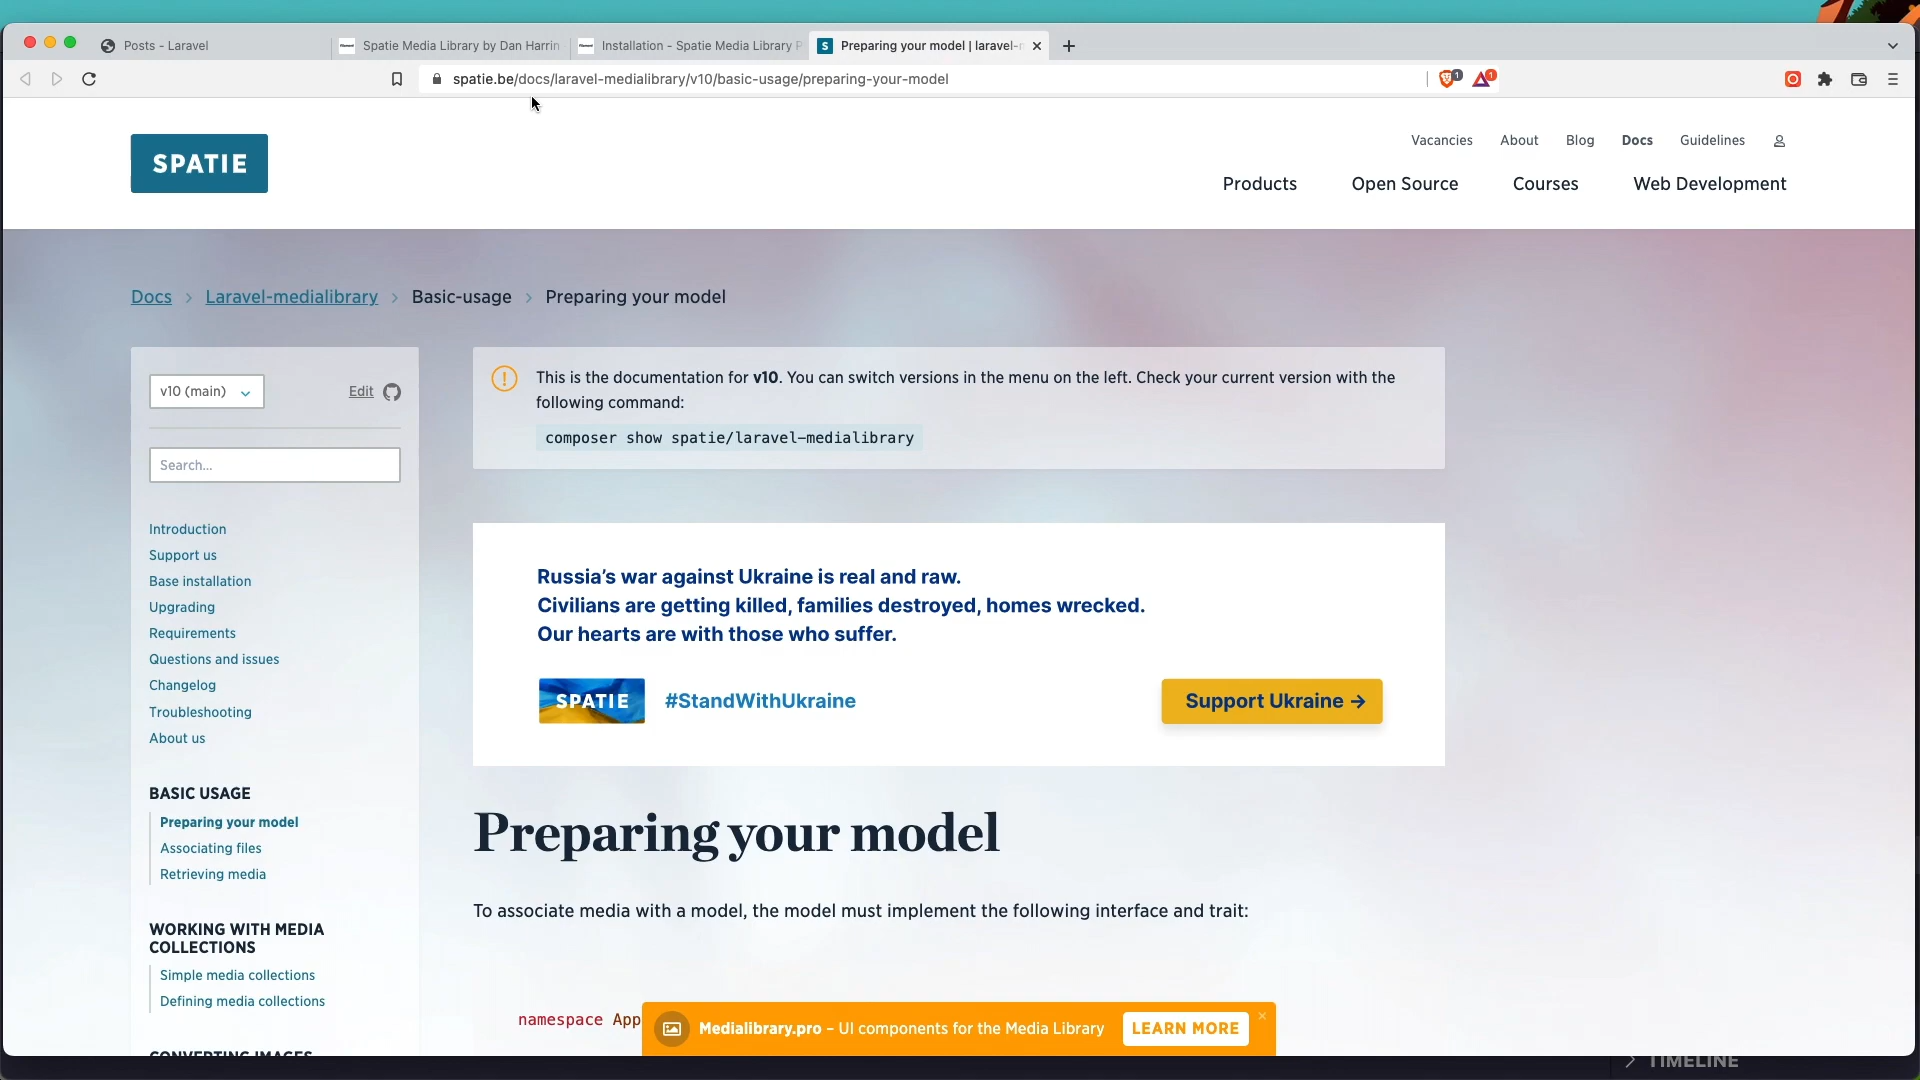 Posts - Laravel
Spatie Media Library by Dan Harrin
Installation - Spatie Media Library P
S Preparing your model | laravel-m
spatie.be/docs/laravel-medialibrary/v10/basic-usage/preparing-your-model
1
1
SPATIE
Vacancies About Blog Docs Guidelines
Products Open Source Courses Web Development
Docs > Laravel-medialibrary > Basic-usage > Preparing your model
v10 (main)
Edit
Search...
Introduction
Support us
Base installation
Upgrading
Requirements
Questions and issues
Changelog
Troubleshooting
About us
BASIC USAGE
Preparing your model
Associating files
Retrieving media
WORKING WITH MEDIA
COLLECTIONS
Simple media collections
Defining media collections
CONVERTING IMAGES
This is the documentation for v10. You can switch versions in the menu on the left. Check your current version with the
following command:
composer show spatie/laravel-medialibrary
Russia’s war against Ukraine is real and raw.
Civilians are getting killed, families destroyed, homes wrecked.
Our hearts are with those who suffer.
SPATIE #StandWithUkraine
Support Ukraine →
Preparing your model
To associate media with a model, the model must implement the following interface and trait:
namespace App
Medialibrary.pro – UI components for the Media Library
LEARN MORE
×
> TIMELINE